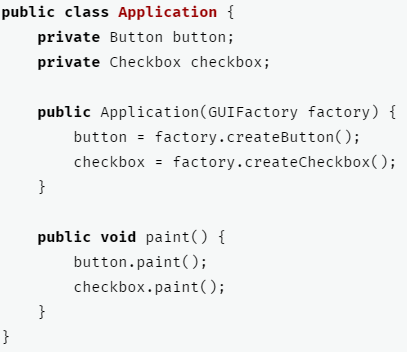 public class Application {
    private Button button;
    private Checkbox checkbox;

    public Application(GUIFactory factory) {
        button = factory.createButton();
        checkbox = factory.createCheckbox();
    }

    public void paint() {
        button.paint();
        checkbox.paint();
    }
}